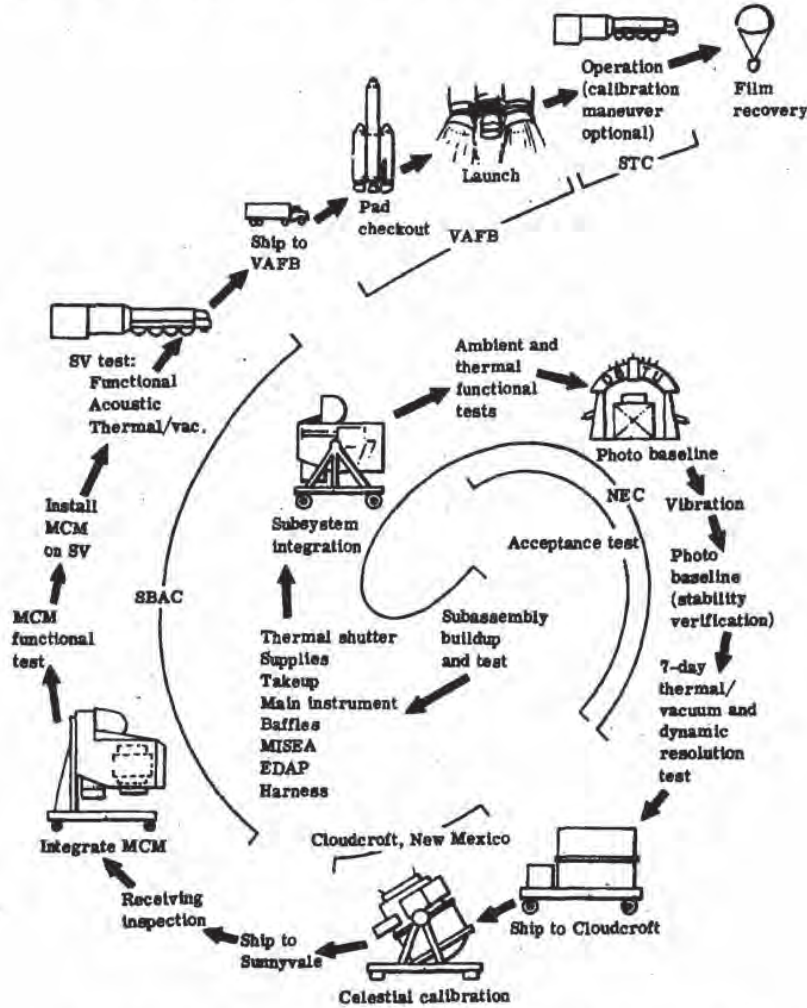 Operation
(calibration
maneuver
optional)
Film
recovery
STC
Launch
Pad
checkout
VAFB
Ship to
VAFB
SV test:
Functional
Acoustic
Thermal/vac.
Ambient and
thermal
functional
tests
Photo baseline
NEC
Vibration
Install
MCM
on SV
Subsystem
integration
Acceptance test
Photo
baseline
(stability
verification)
SBAC
MCM
functional
test
Thermal shutter
Supplies
Takeup
Main instrument
Baffles
MISEA
EDAP
Harness
Subassembly
buildup
and test
7-day
thermal/
vacuum and
dynamic
resolution
test
Integrate MCM
Cloudcroft, New Mexico
Receiving
inspection
Ship to
Sunnyvale
Ship to Cloudcroft
Celestial calibration